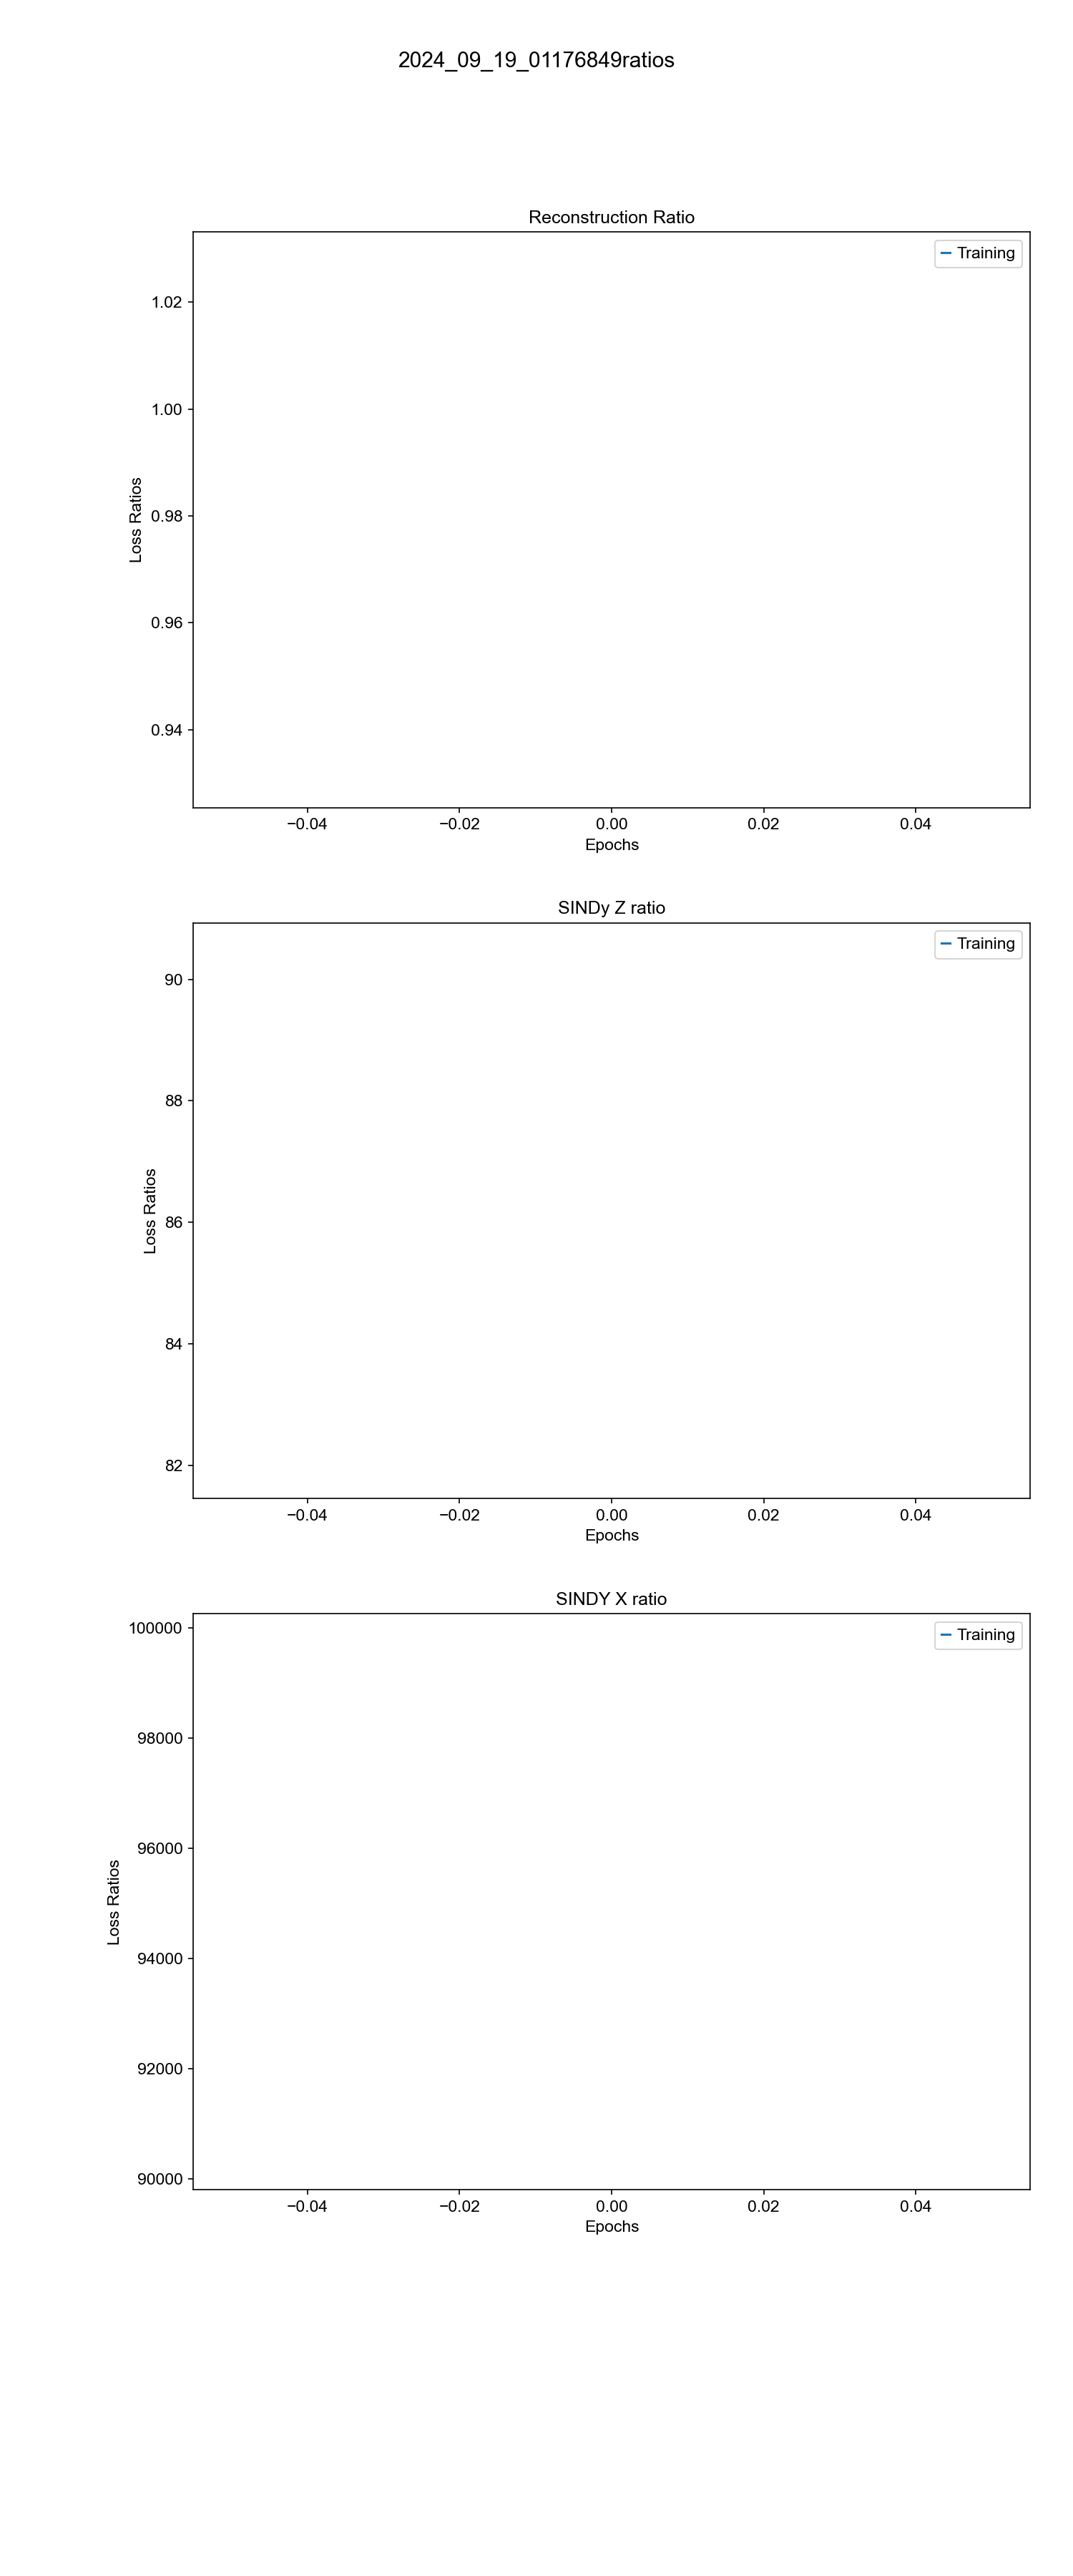 2024_09_19_01176849ratios
Reconstruction Ratio
Training
1.02
1.00
0.98
0.96
0.94
Loss Ratios
−0.04 −0.02 0.00 0.02 0.04
Epochs
SINDy Z ratio
Training
90
88
86
84
82
Loss Ratios
−0.04 −0.02 0.00 0.02 0.04
Epochs
SINDY X ratio
Training
100000
98000
96000
94000
92000
90000
Loss Ratios
−0.04 −0.02 0.00 0.02 0.04
Epochs